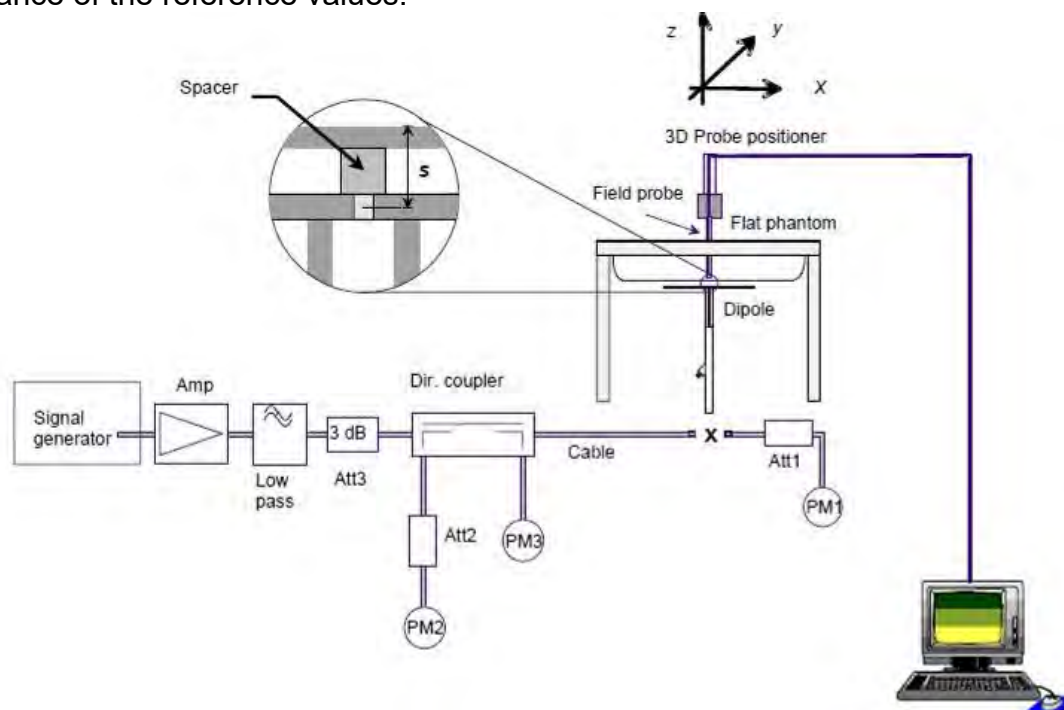 ance of the reference values.
z
y
X
Spacer
s
3D Probe positioner
Field probe
Flat phantom
Dipole
Dir. coupler
Amp
Signal
generator
3 dB
Low
pass
Att3
Cable
x
Att1
PM1
Att2
PM3
PM2